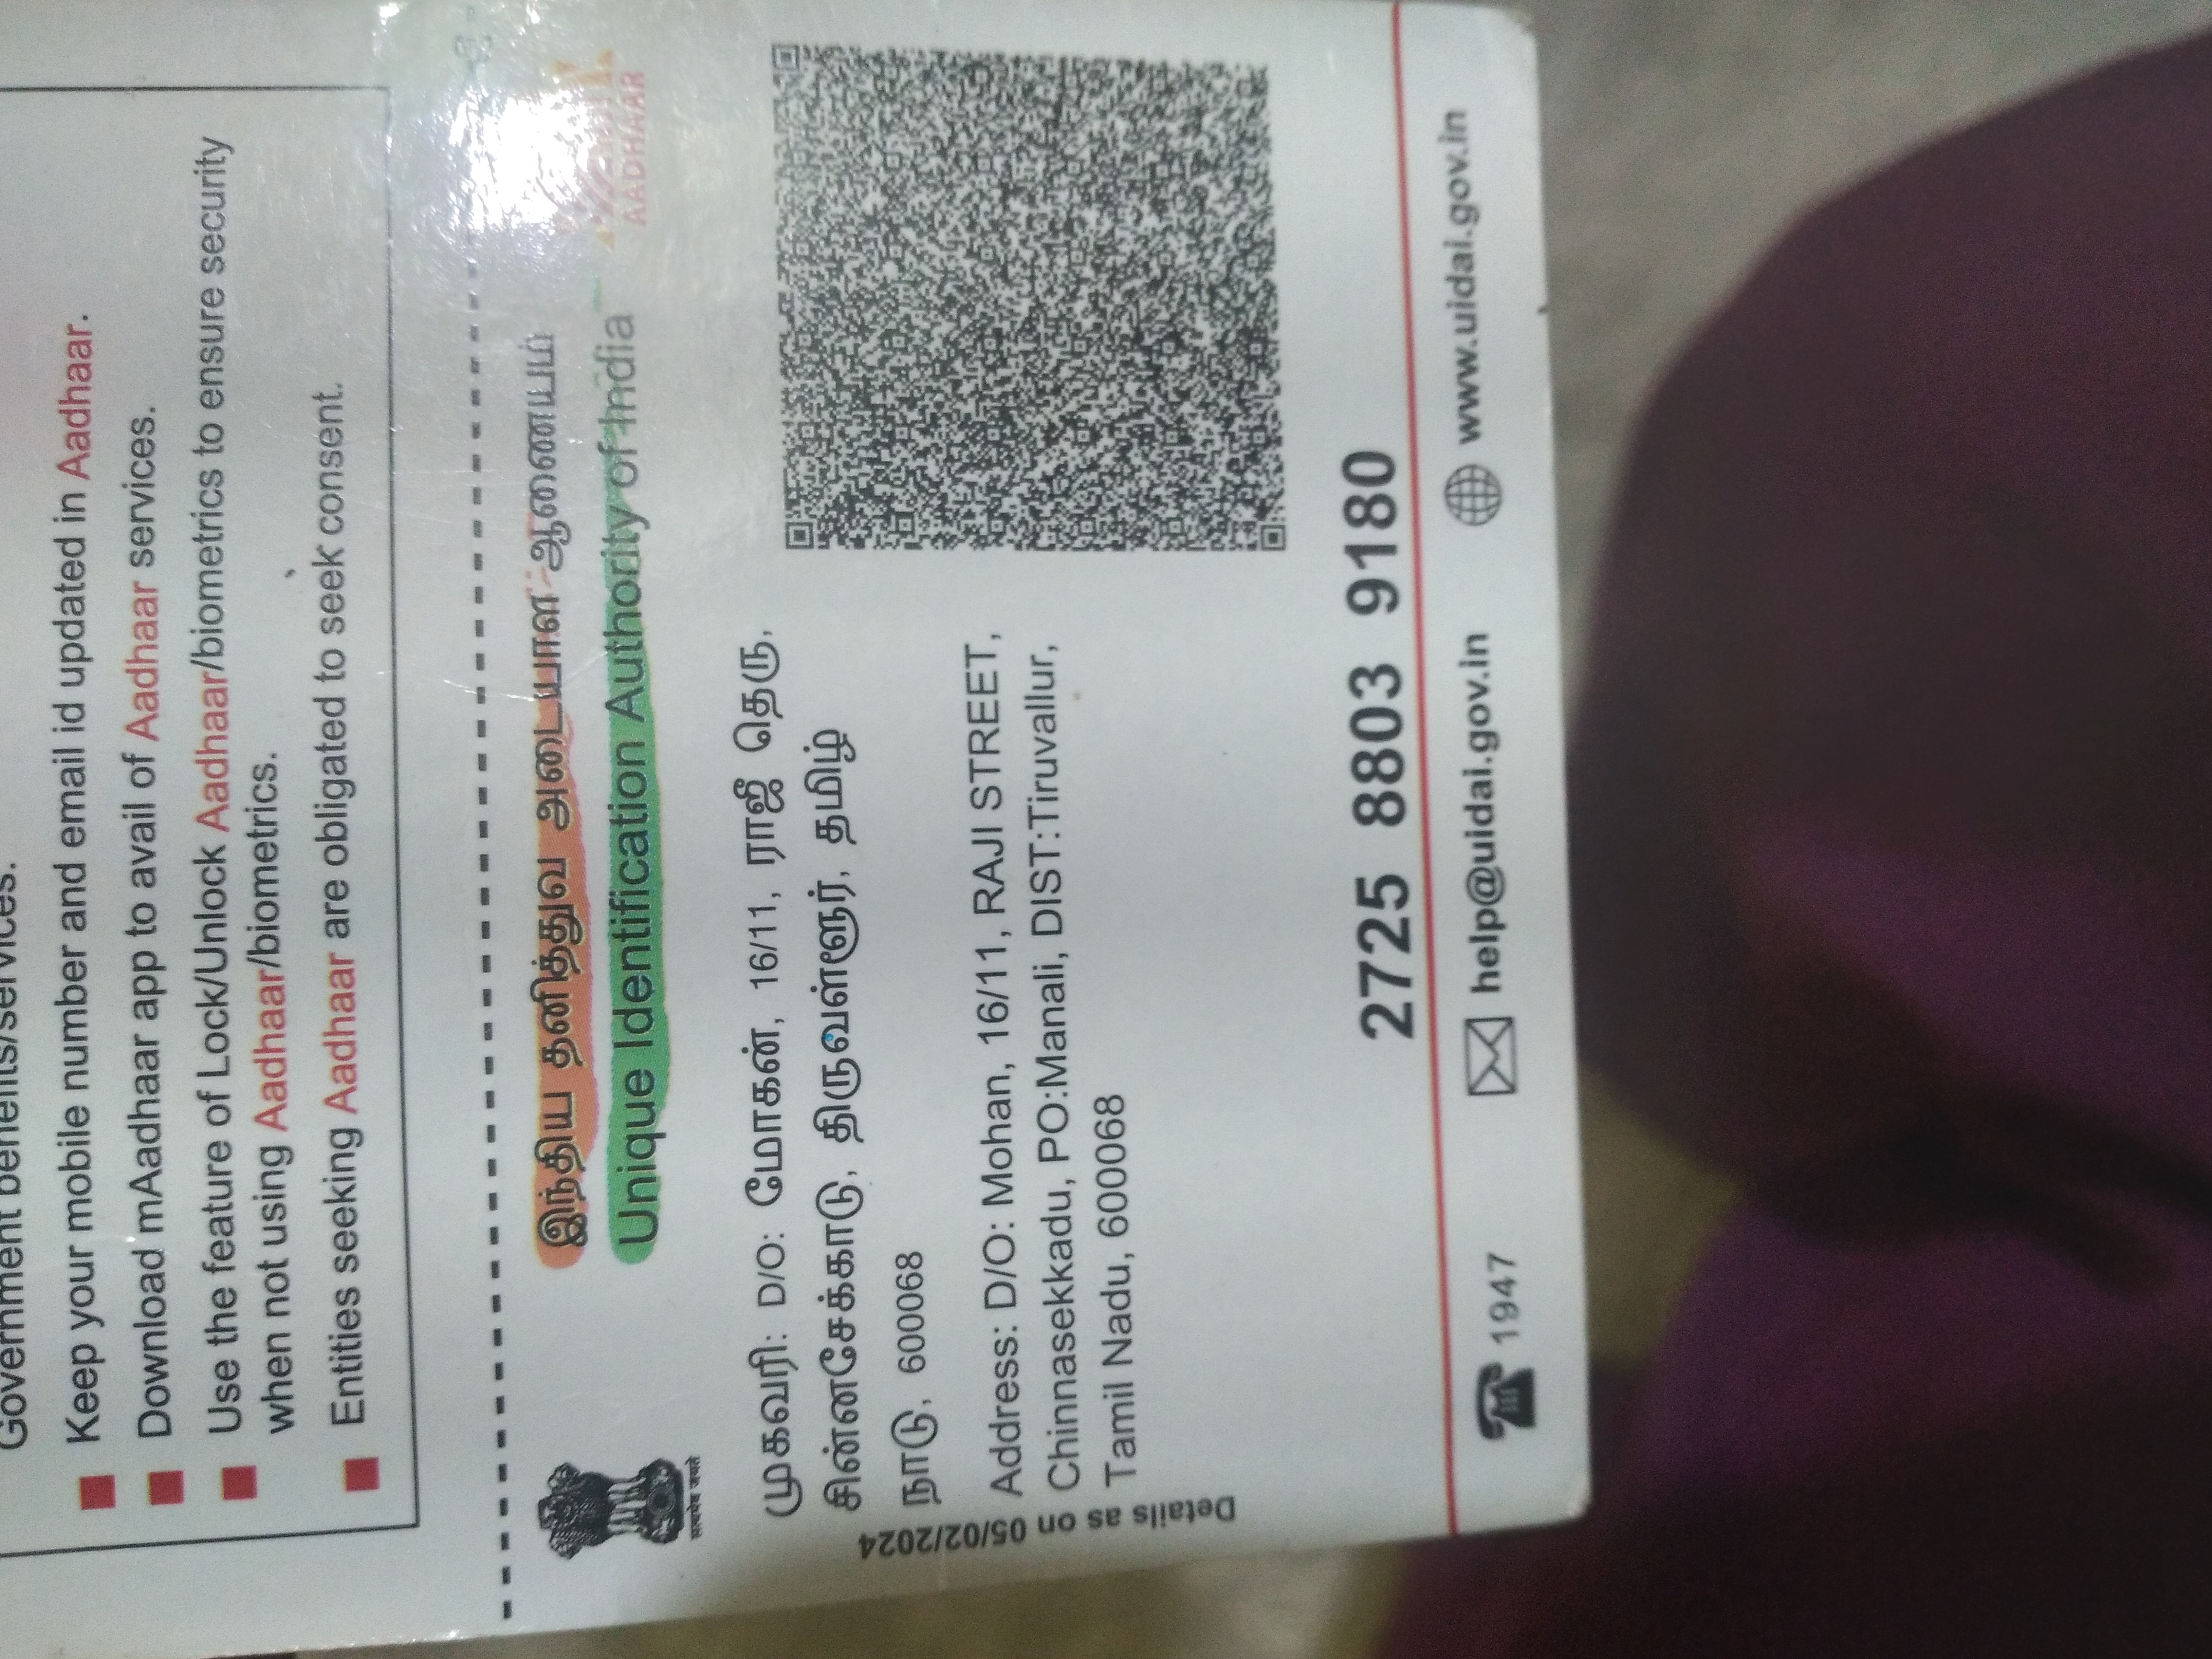 Government benefits/services.
■ Keep your mobile number and email id updated in Aadhaar.
■ Download mAadhaar app to avail of Aadhaar services.
■ Use the feature of Lock/Unlock Aadhaar/biometrics to ensure security
when not using Aadhaar/biometrics.
■ Entities seeking Aadhaar are obligated to seek consent.
இந்திய தனித்துவ அடையாள ஆணையம்
Unique Identification Authority of India
AADHAAR
सत्यमेव जयते
முகவரி: D/O: மோகன், 16/11, ராஜீ தெரு,
சின்னசேக்காடு, திருவள்ளூர், தமிழ்
நாடு, 600068
Address: D/O: Mohan, 16/11, RAJI STREET,
Chinnasekkadu, PO:Manali, DIST:Tiruvallur,
Tamil Nadu, 600068
Details as on 05/02/2024
2725 8803 9180
1947
help@uidai.gov.in
www.uidai.gov.in